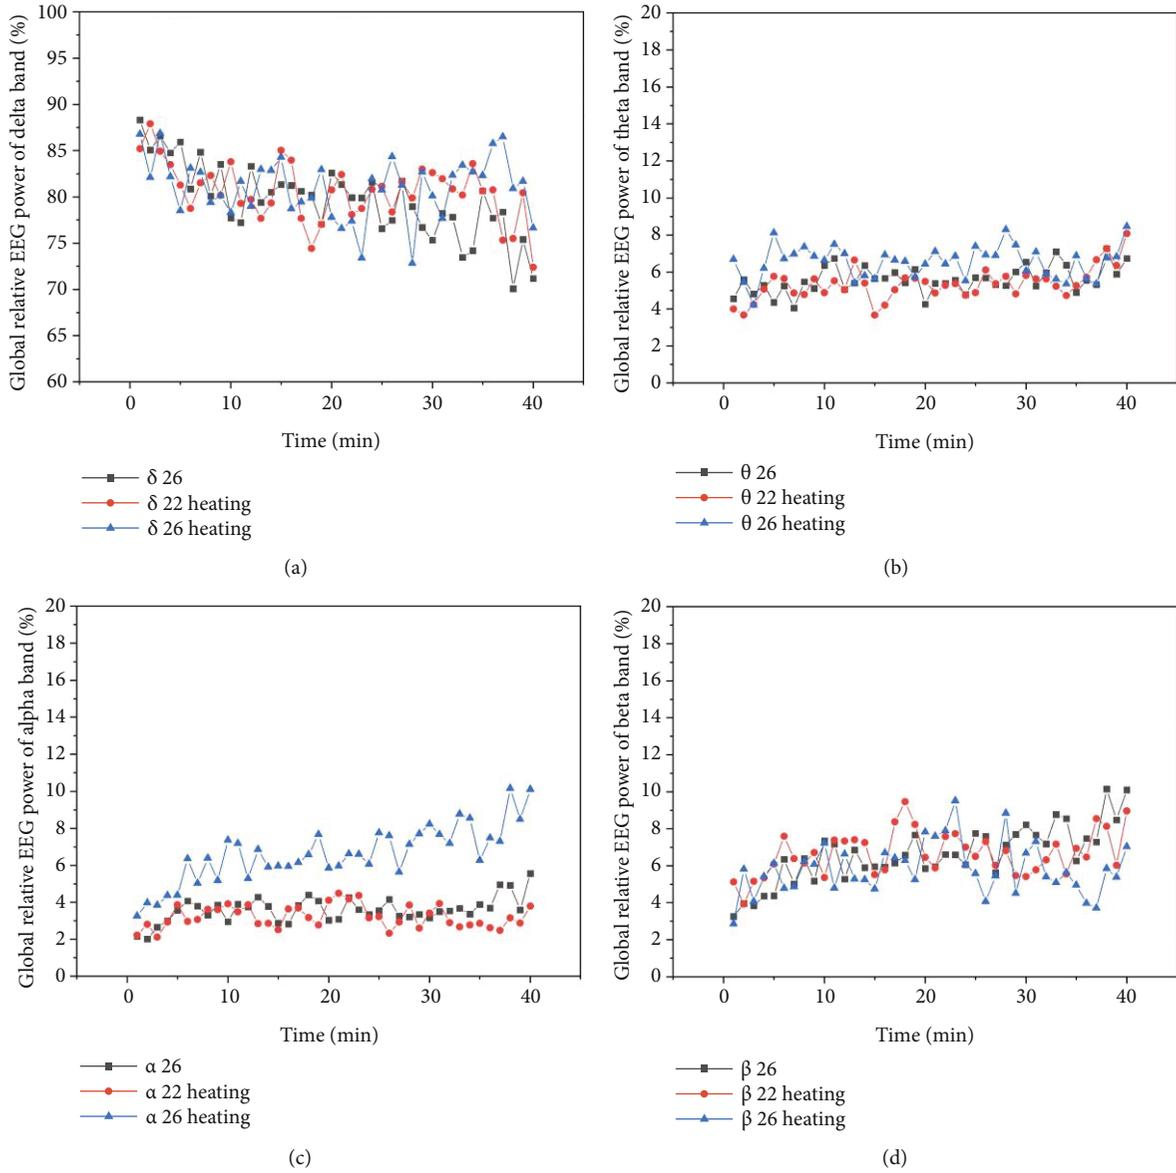 Global relative EEG power of delta band (%)
100
95
90
85
80
75
70
65
60
0
10
20
30
40
Time (min)
δ 26
δ 22 heating
δ 26 heating
(a)
Global relative EEG power of theta band (%)
20
18
16
14
12
10
8
6
4
2
0
0
10
20
30
40
Time (min)
θ 26
θ 22 heating
θ 26 heating
(b)
Global relative EEG power of alpha band (%)
20
18
16
14
12
10
8
6
4
2
0
0
10
20
30
40
Time (min)
α 26
α 22 heating
α 26 heating
(c)
Global relative EEG power of beta band (%)
20
18
16
14
12
10
8
6
4
2
0
0
10
20
30
40
Time (min)
β 26
β 22 heating
β 26 heating
(d)